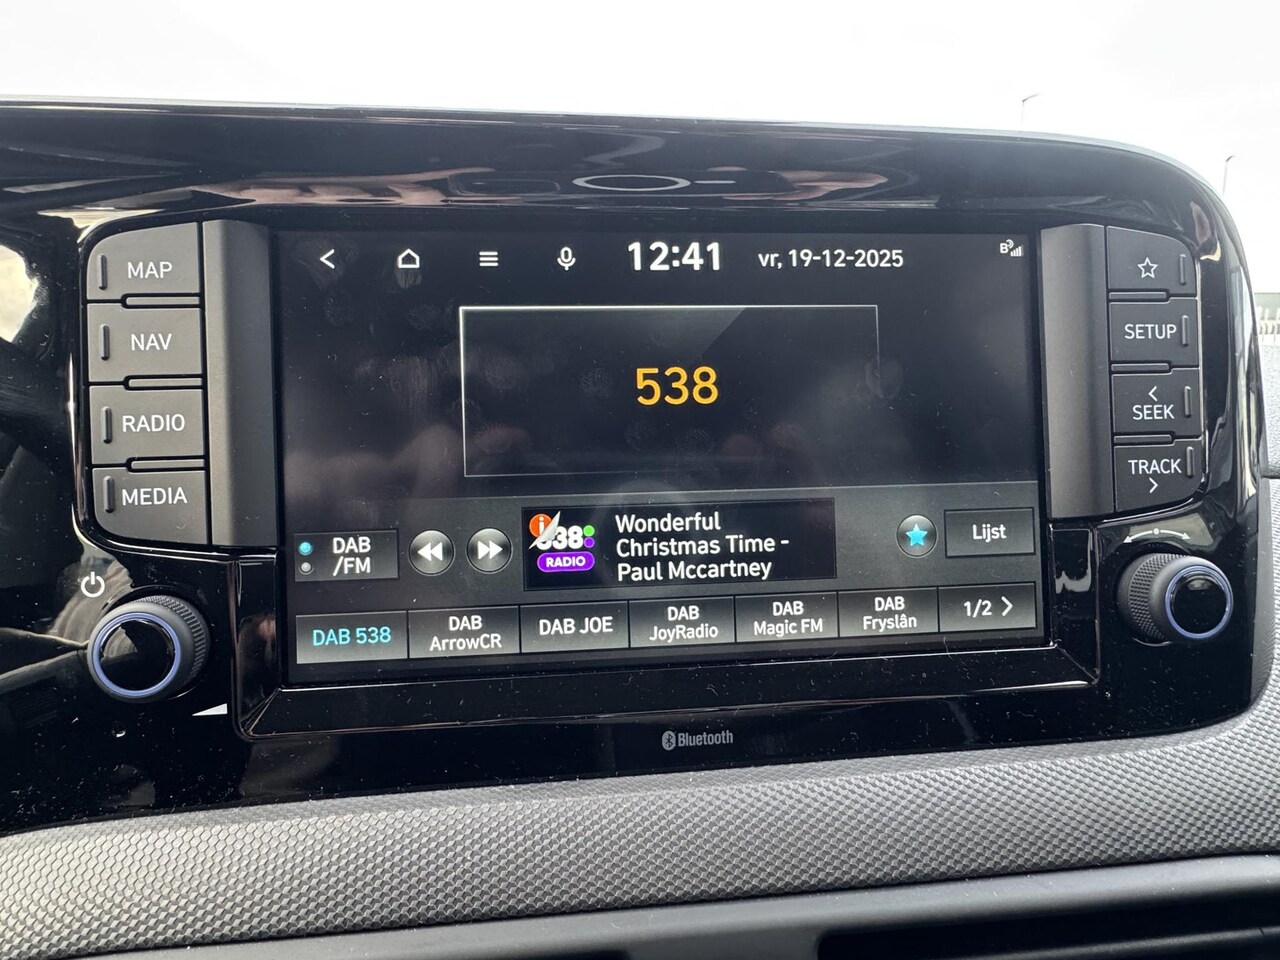 12:41 vr, 19-12-2025
MAP
NAV
RADIO
MEDIA
538
SETUP
SEEK
TRACK
DAB
/FM
538
RADIO
Wonderful
Christmas Time -
Paul Mccartney
Lijst
DAB 538
DAB
ArrowCR
DAB JOE
DAB
JoyRadio
DAB
Magic FM
DAB
Fryslân
1/2 >
Bluetooth